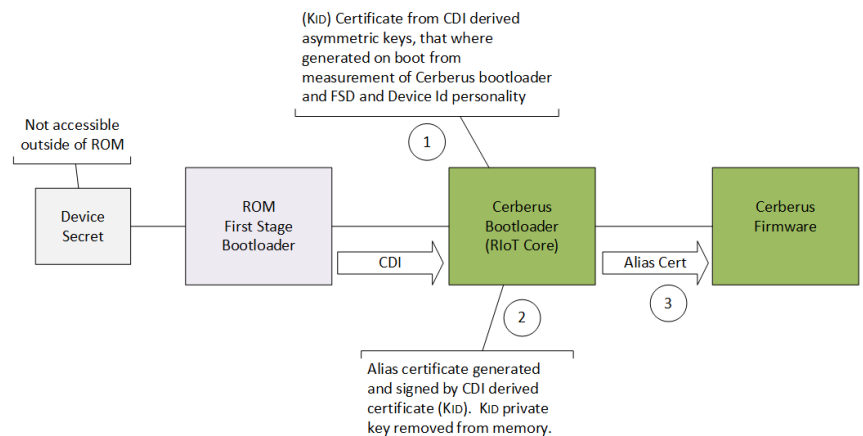 (KID) Certificate from CDI derived
asymmetric keys, that where
generated on boot from
measurement of Cerberus bootloader
and FSD and Device Id personality
Not accessible
outside of ROM
1
Device
Secret
ROM
First Stage
Bootloader
CDI
Cerberus
Bootloader
(RIoT Core)
Alias Cert
Cerberus
Firmware
2
3
Alias certificate generated
and signed by CDI derived
certificate (KID).  KID private
key removed from memory.